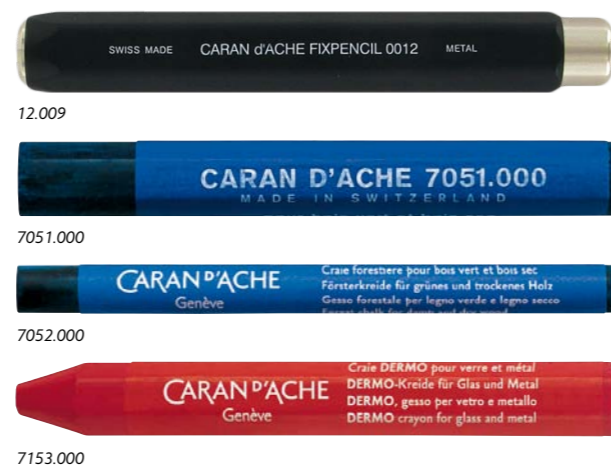 SWISS MADE CARAN d'ACHE FIXPENCIL 0012 METAL
12.009
CARAN D'ACHE 7051.000
MADE IN SWITZERLAND
7051.000
CARAN D'ACHE
Genève
Craie forestière pour bois vert et bois sec
Försterkreide für grünes und trockenes Holz
Gesso forestale per legno verde e legno secco
7052.000
CARAN D'ACHE
Genève
Craie DERMO pour verre et métal
DERMO-Kreide für Glas und Metal
DERMO, gesso per vetro e metallo
DERMO crayon for glass and metal
7153.000